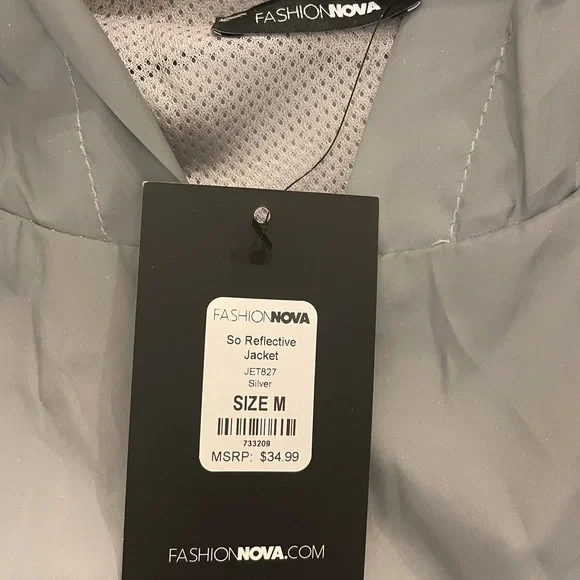 FASHIONNOVA
FASHIONNOVA
So Reflective
Jacket
JET827
Silver
SIZE M
733209
MSRP: $34.99
FASHIONNOVA.COM